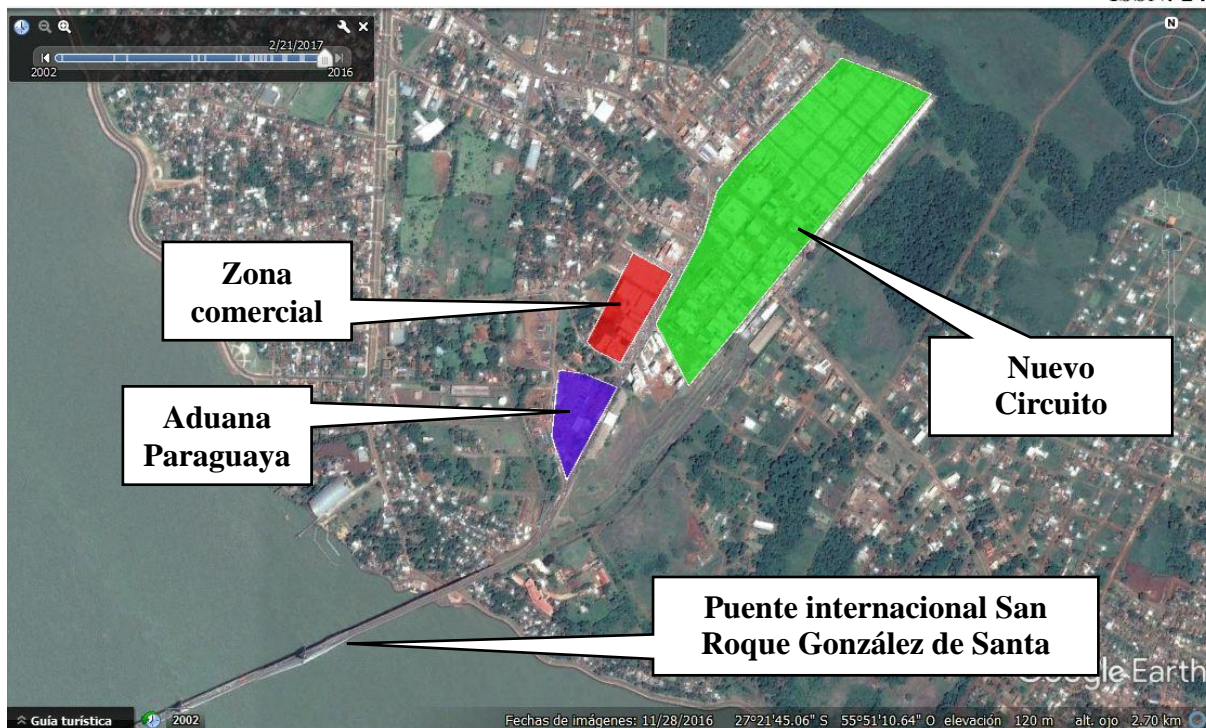 2/21/2017
2002
2016
N
Zona
comercial
Nuevo
Circuito
Aduana
Paraguaya
Puente internacional San
Roque González de Santa
Google Earth
Guía turística
2002
Fechas de imágenes: 11/28/2016 27°21'45.06" S 55°51'10.64" O elevación 120 m alt. ojo 2.70 km